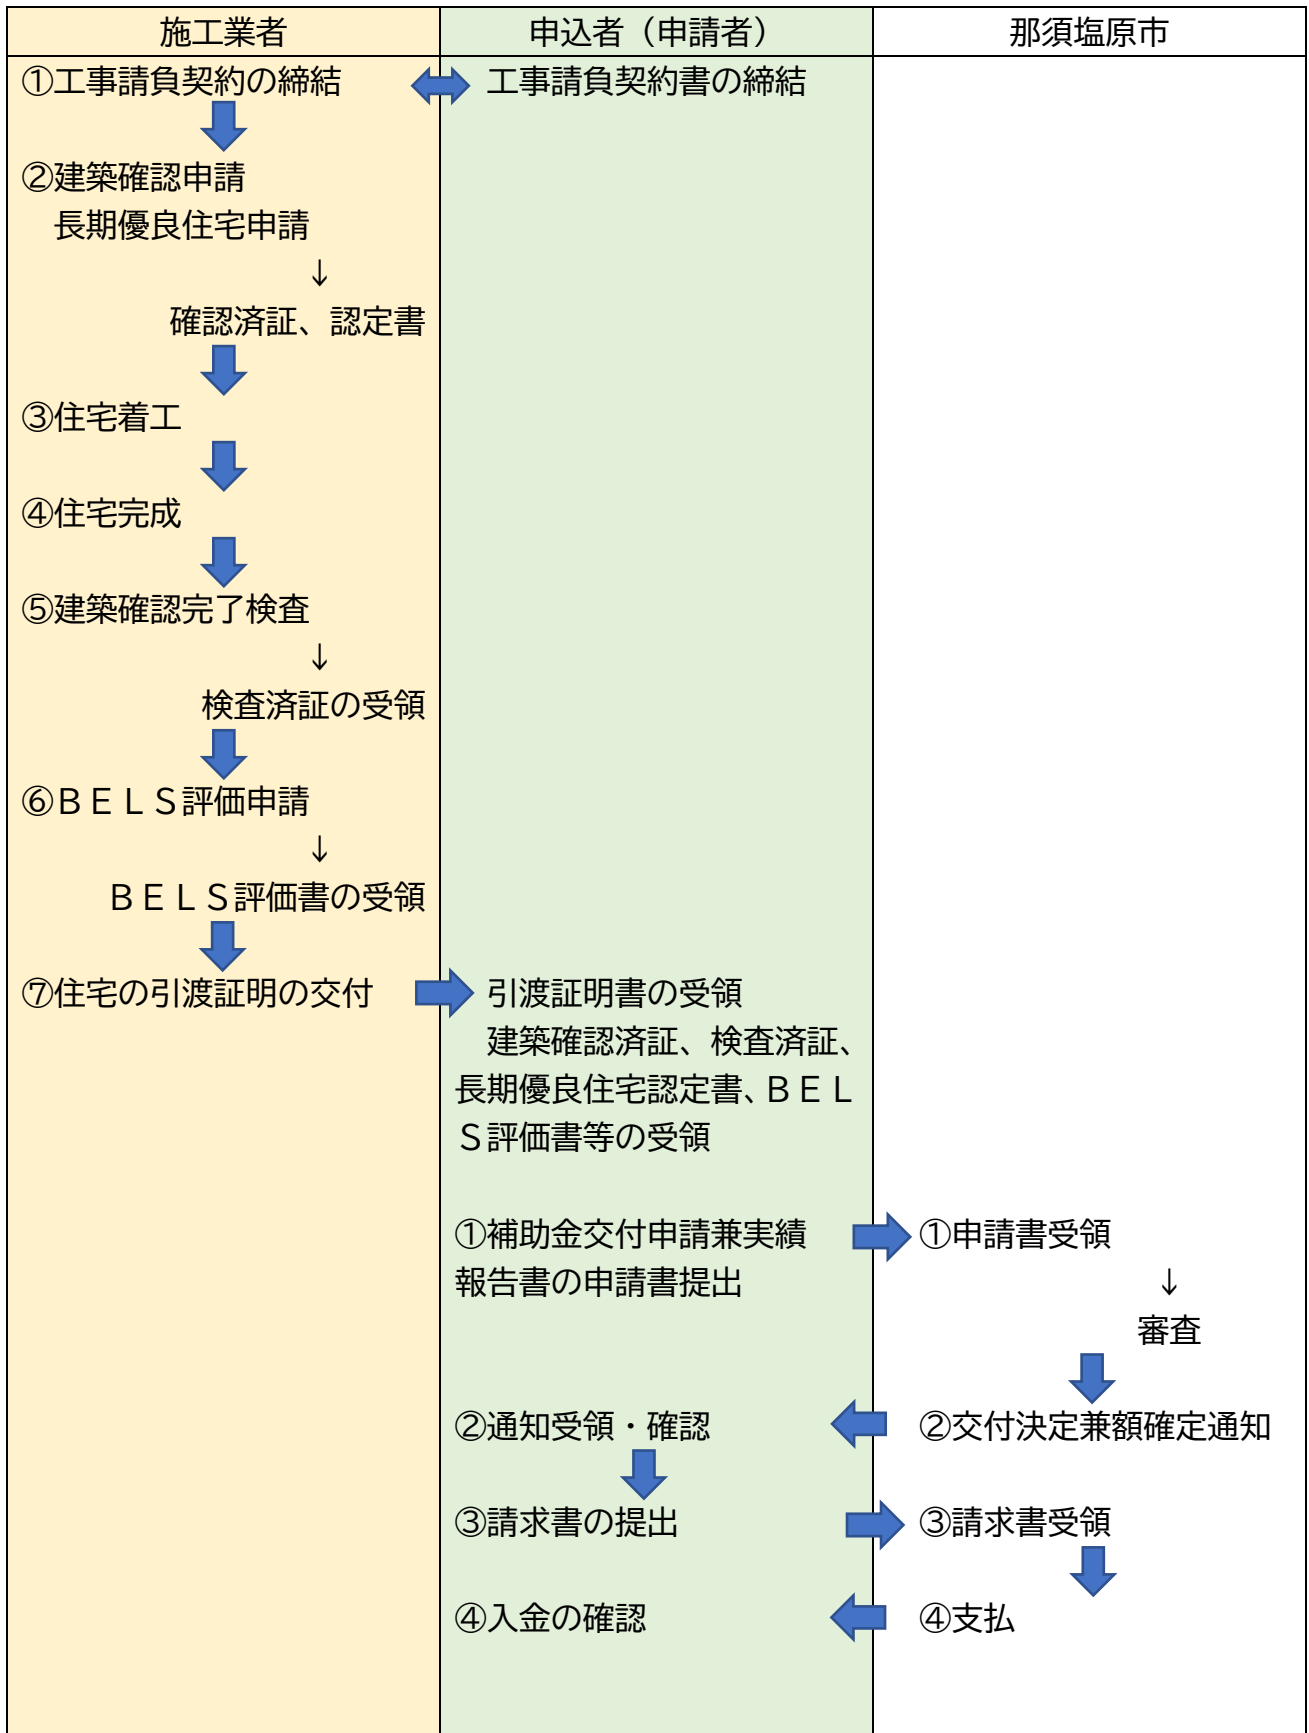 施工業者
申込者（申請者）
那須塩原市
①工事請負契約の締結
工事請負契約書の締結
②建築確認申請
長期優良住宅申請
↓
確認済証、認定書
③住宅着工
④住宅完成
⑤建築確認完了検査
↓
検査済証の受領
⑥ＢＥＬＳ評価申請
↓
ＢＥＬＳ評価書の受領
⑦住宅の引渡証明の交付
引渡証明書の受領
建築確認済証、検査済証、
長期優良住宅認定書、ＢＥＬ
Ｓ評価書等の受領
①補助金交付申請兼実績
報告書の申請書提出
①申請書受領
↓
審査
②通知受領・確認
②交付決定兼額確定通知
③請求書の提出
③請求書受領
④入金の確認
④支払